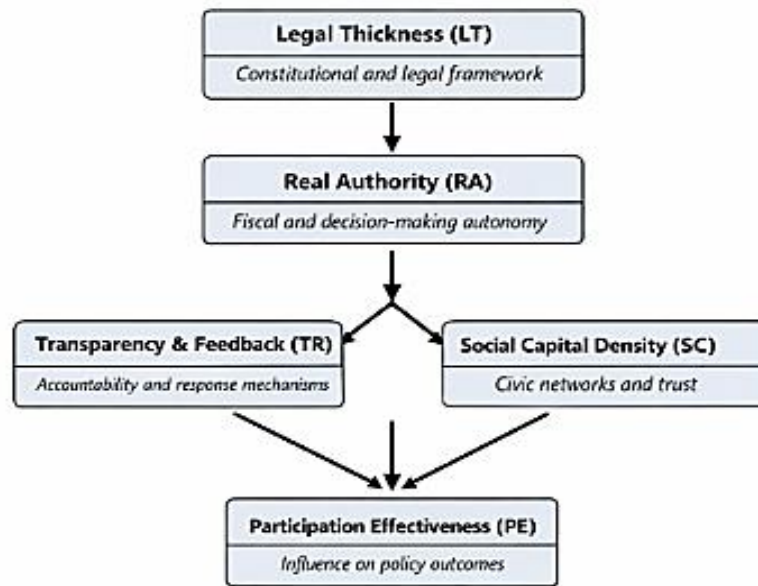 Legal Thickness (LT)
Constitutional and legal framework
Real Authority (RA)
Fiscal and decision-making autonomy
Transparency & Feedback (TR)
Accountability and response mechanisms
Social Capital Density (SC)
Civic networks and trust
Participation Effectiveness (PE)
Influence on policy outcomes